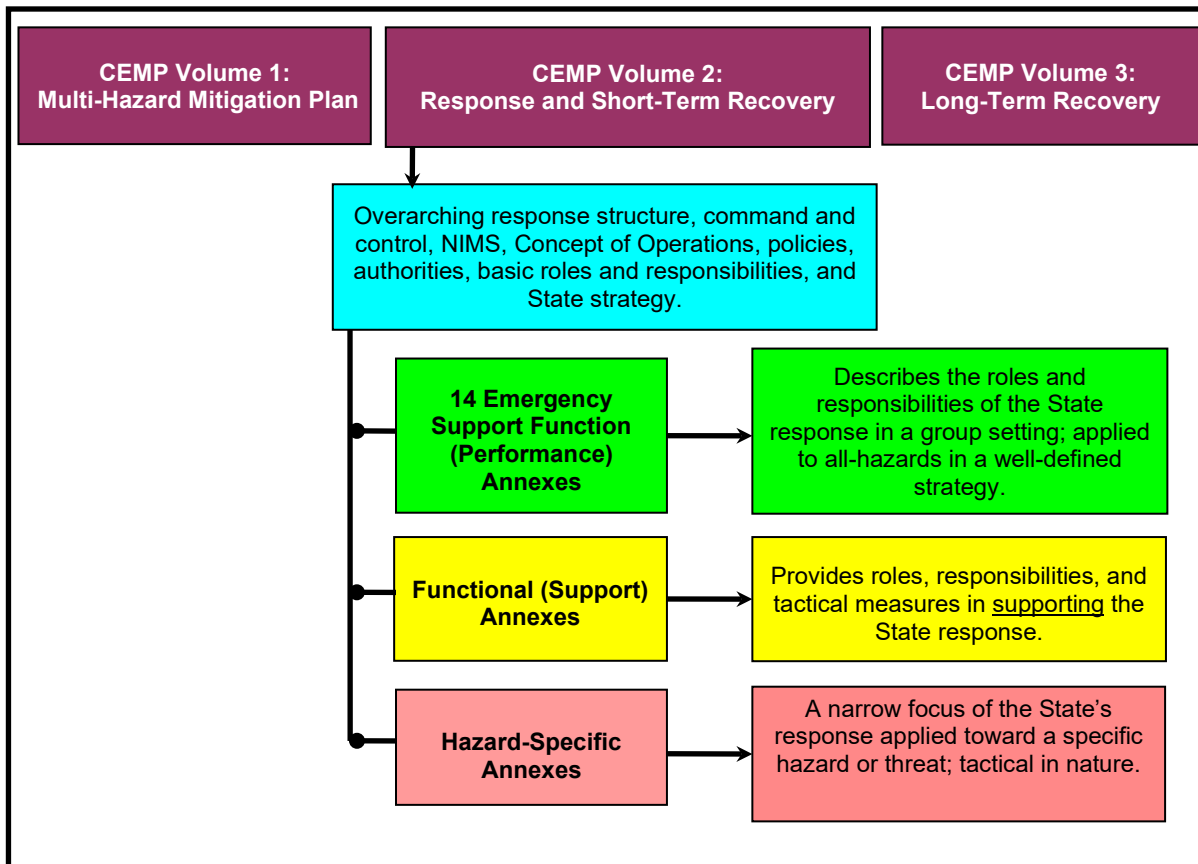 CEMP Volume 1:
Multi-Hazard Mitigation Plan
CEMP Volume 2:
Response and Short-Term Recovery
CEMP Volume 3:
Long-Term Recovery
Overarching response structure, command and
control, NIMS, Concept of Operations, policies,
authorities, basic roles and responsibilities, and
State strategy.
14 Emergency
Support Function
(Performance)
Annexes
Describes the roles and
responsibilities of the State
response in a group setting; applied
to all-hazards in a well-defined
strategy.
Functional (Support)
Annexes
Provides roles, responsibilities, and
tactical measures in supporting the
State response.
Hazard-Specific
Annexes
A narrow focus of the State’s
response applied toward a specific
hazard or threat; tactical in nature.